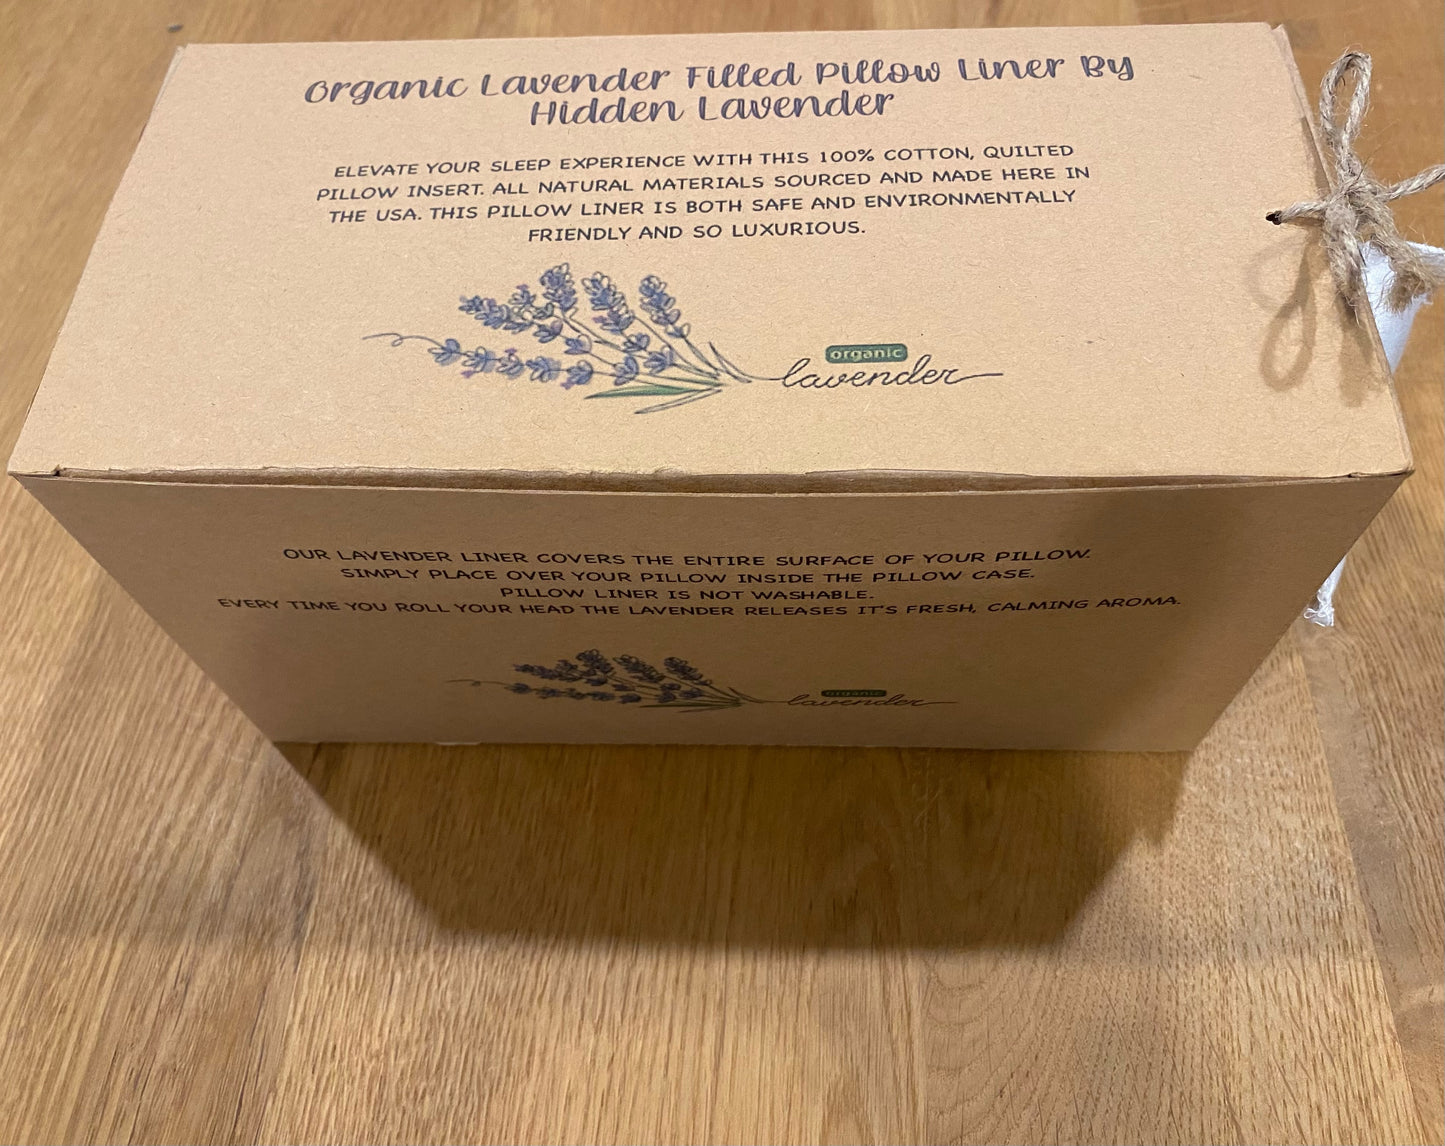 Organic Lavender Filled Pillow Liner By
Hidden Lavender
ELEVATE YOUR SLEEP EXPERIENCE WITH THIS 100% COTTON, QUILTED
PILLOW INSERT. ALL NATURAL MATERIALS SOURCED AND MADE HERE IN
THE USA. THIS PILLOW LINER IS BOTH SAFE AND ENVIRONMENTALLY
FRIENDLY AND SO LUXURIOUS.
organic
lavender
OUR LAVENDER LINER COVERS THE ENTIRE SURFACE OF YOUR PILLOW.
SIMPLY PLACE OVER YOUR PILLOW INSIDE THE PILLOW CASE.
PILLOW LINER IS NOT WASHABLE.
EVERY TIME YOU ROLL YOUR HEAD THE LAVENDER RELEASES IT'S FRESH, CALMING AROMA.
organic
lavender